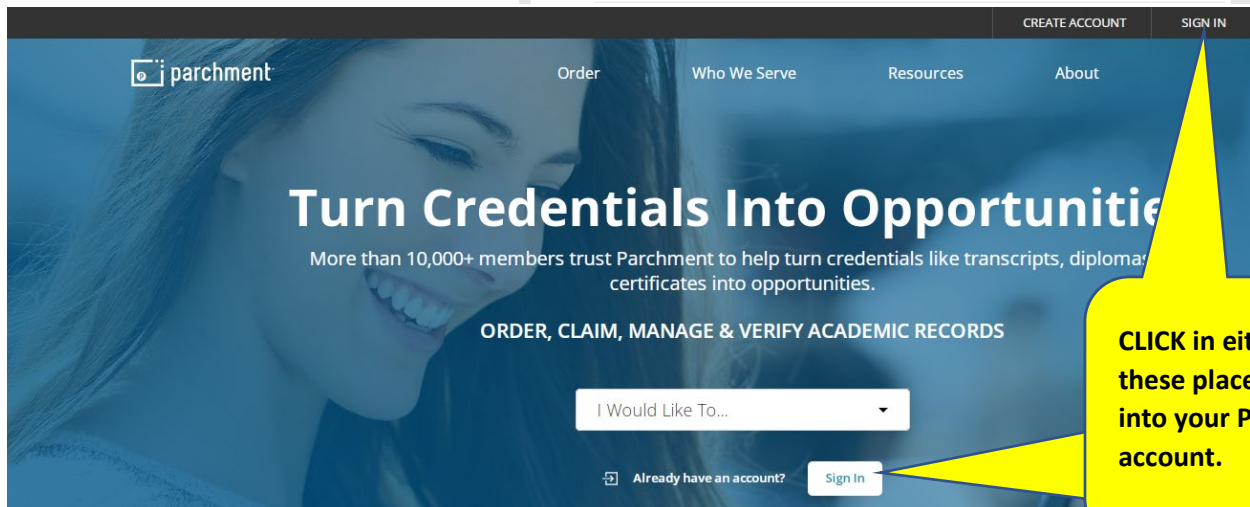 CREATE ACCOUNT SIGN IN
parchment Order Who We Serve Resources About
Turn Credentials Into Opportunitie
More than 10,000+ members trust Parchment to help turn credentials like transcripts, diplomas
certificates into opportunities.
ORDER, CLAIM, MANAGE & VERIFY ACADEMIC RECORDS
I Would Like To...
Already have an account? Sign In
CLICK in eit
these place
into your P
account.